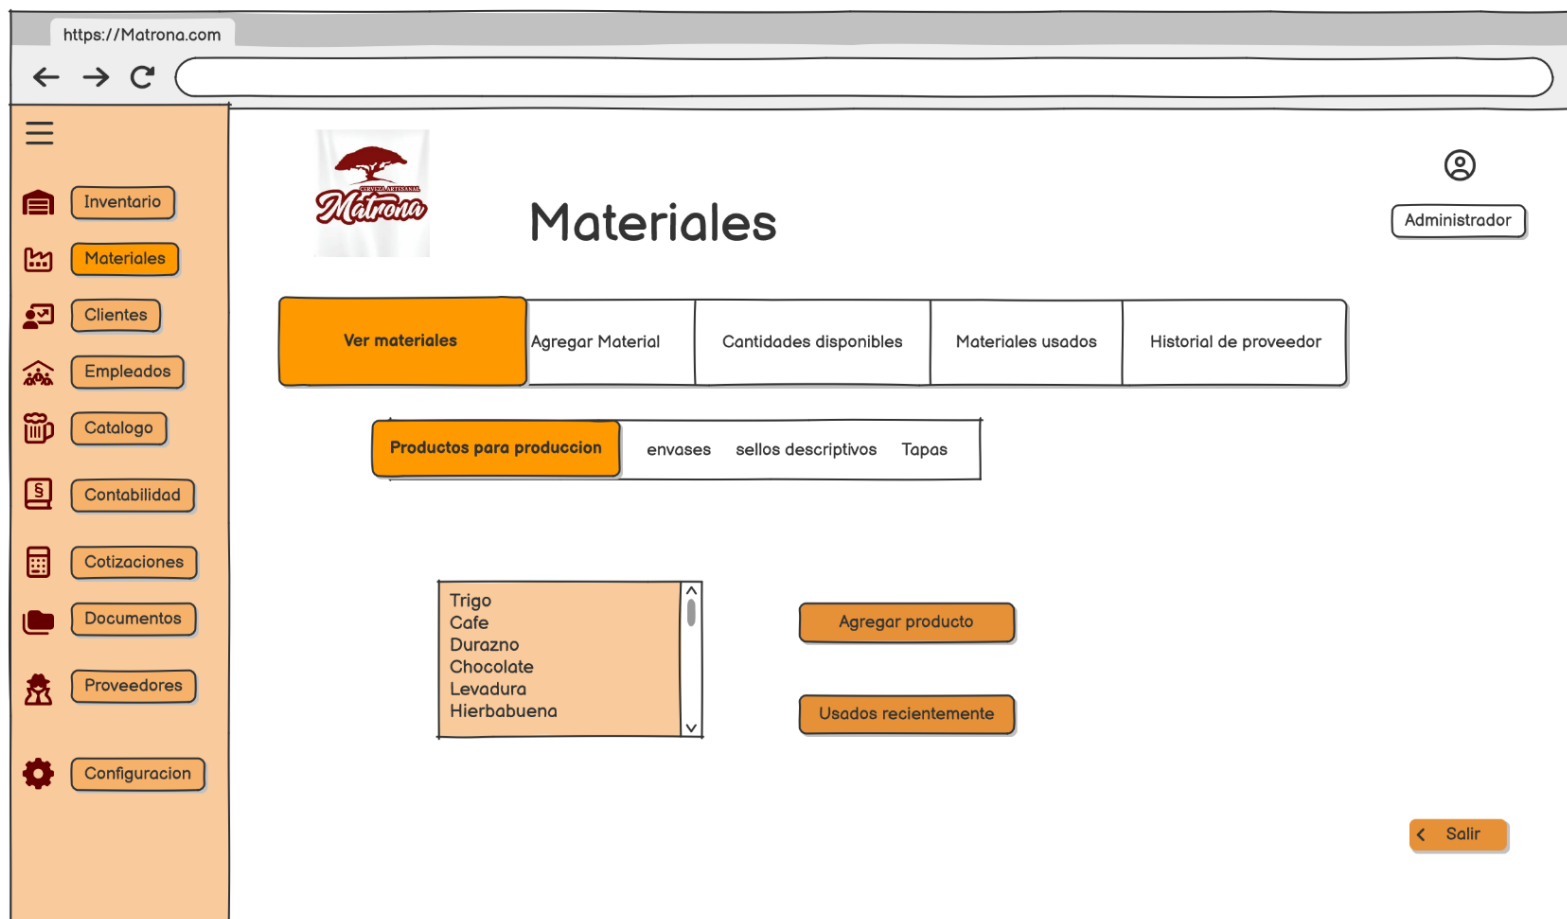 https://Matrona.com
Inventario
Materiales
Clientes
Empleados
Catalogo
Contabilidad
Cotizaciones
Documentos
Proveedores
Configuracion
CERVEZA ARTESANAL
Matrona
Materiales
Administrador
Ver materiales
Agregar Material
Cantidades disponibles
Materiales usados
Historial de proveedor
Productos para produccion
envases
sellos descriptivos
Tapas
Trigo
Cafe
Durazno
Chocolate
Levadura
Hierbabuena
Agregar producto
Usados recientemente
Salir